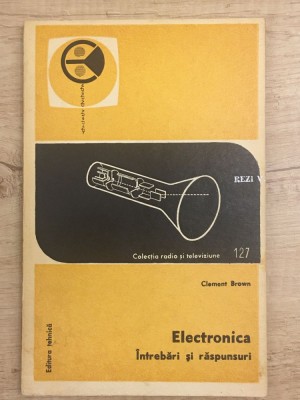 REZI V
Colecția radio și televiziune 127
Clement Brown
Electronica
Întrebări și răspunsuri
Editura tehnică